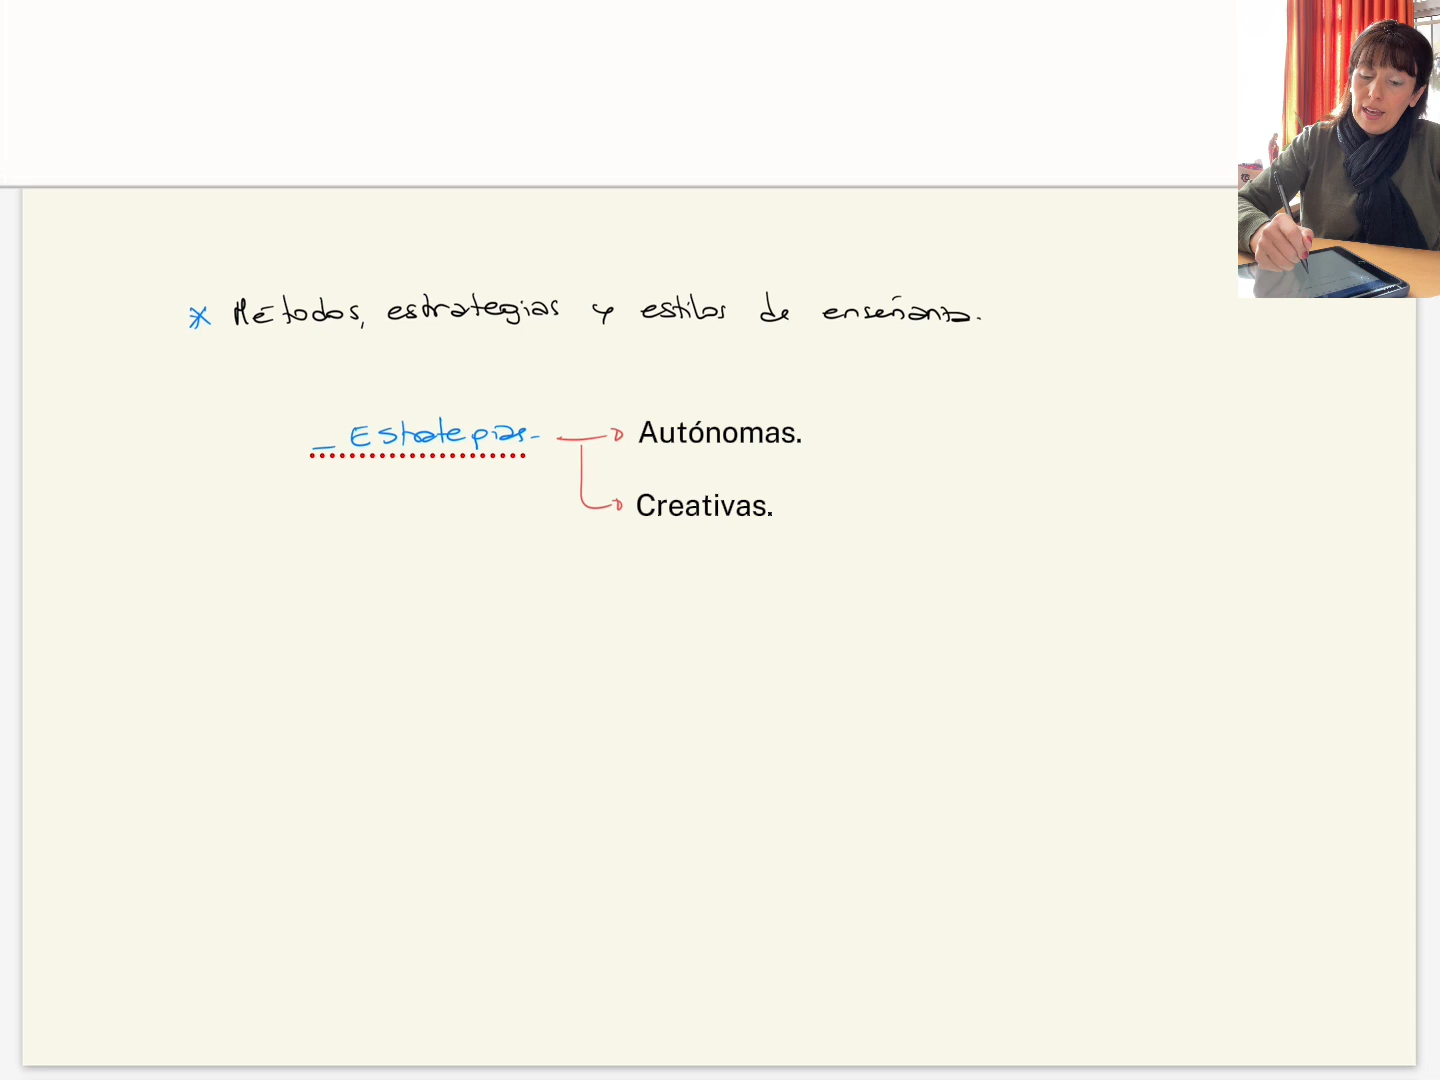 * Métodos, estrategias y estilos de enseñanza.
_ Estrategias - Autónomas.
Creativas.